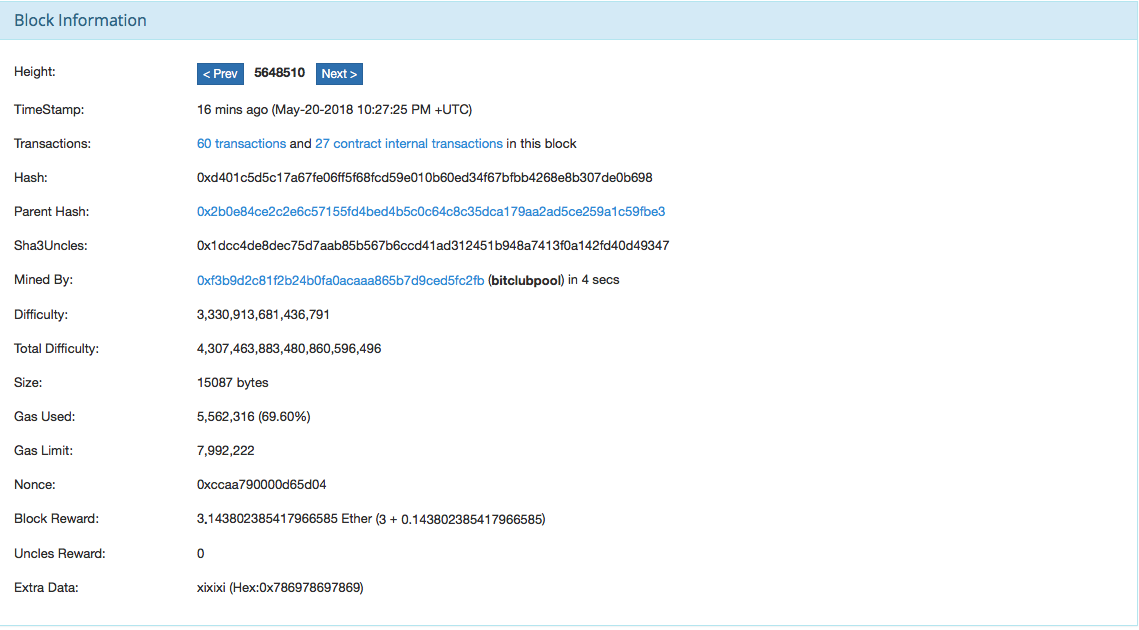 Block Information
Height: < Prev 5648510 Next >
TimeStamp: 16 mins ago (May-20-2018 10:27:25 PM +UTC)
Transactions: 60 transactions and 27 contract internal transactions in this block
Hash: 0xd401c5d5c17a67fe06ff5f68fcd59e010b60ed34f67bfbb4268e8b307de0b698
Parent Hash: 0x2b0e84ce2c2e6c57155fd4bed4b5c0c64c8c35dca179aa2ad5ce259a1c59fbe3
Sha3Uncles: 0x1dcc4de8dec75d7aab85b567b6ccd41ad312451b948a7413f0a142fd40d49347
Mined By: 0xf3b9d2c81f2b24b0fa0acaaa865b7d9ced5fc2fb (bitclubpool) in 4 secs
Difficulty: 3,330,913,681,436,791
Total Difficulty: 4,307,463,883,480,860,596,496
Size: 15087 bytes
Gas Used: 5,562,316 (69.60%)
Gas Limit: 7,992,222
Nonce: 0xccaa790000d65d04
Block Reward: 3.143802385417966585 Ether (3 + 0.143802385417966585)
Uncles Reward: 0
Extra Data: xixixi (Hex:0x786978697869)